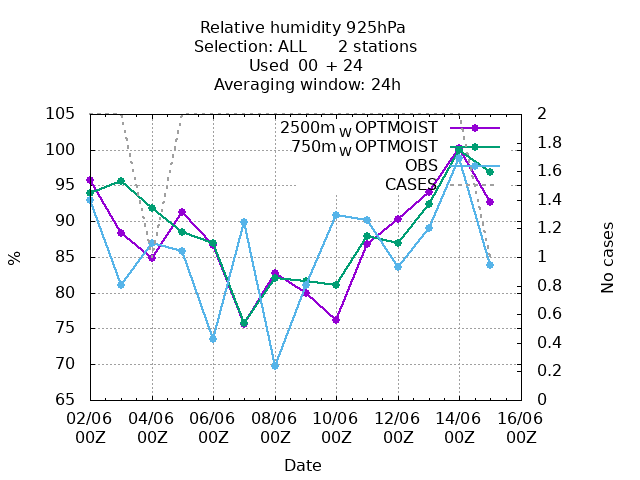 Relative humidity 925hPa
Selection: ALL 2 stations
Used 00 + 24
Averaging window: 24h
105
100
95
90
85
80
75
70
65
%
2500m W OPTMOIST
750m W OPTMOIST
OBS
CASES
2
1.8
1.6
1.4
1.2
1
0.8
0.6
0.4
0.2
0
No cases
02/06 04/06 06/06 08/06 10/06 12/06 14/06 16/06
00Z 00Z 00Z 00Z 00Z 00Z 00Z 00Z
Date